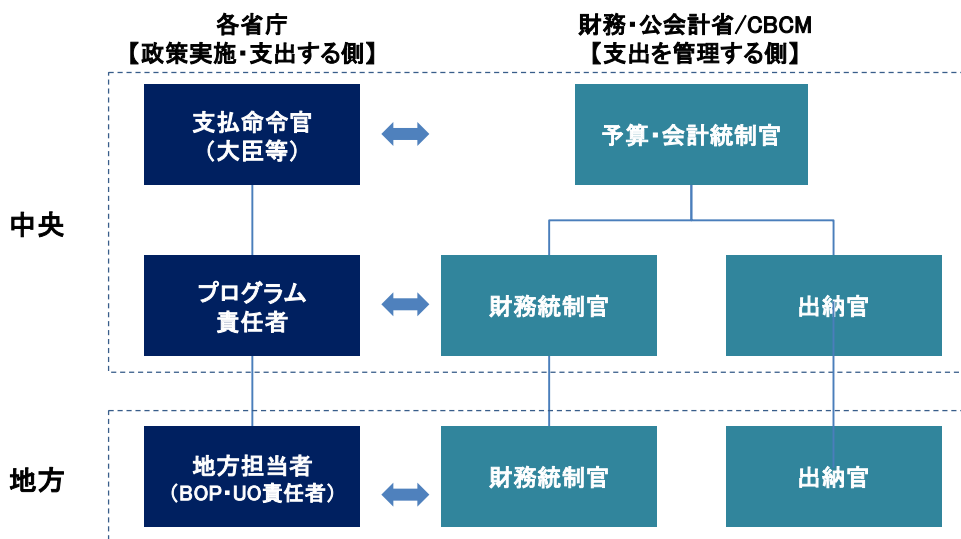 各省庁
【政策実施・支出する側】
財務・公会計省/CBCM
【支出を管理する側】
中央
支払命令官
(大臣等)
予算・会計統制官
プログラム
責任者
財務統制官
出納官
地方
地方担当者
(BOP・UO責任者)
財務統制官
出納官